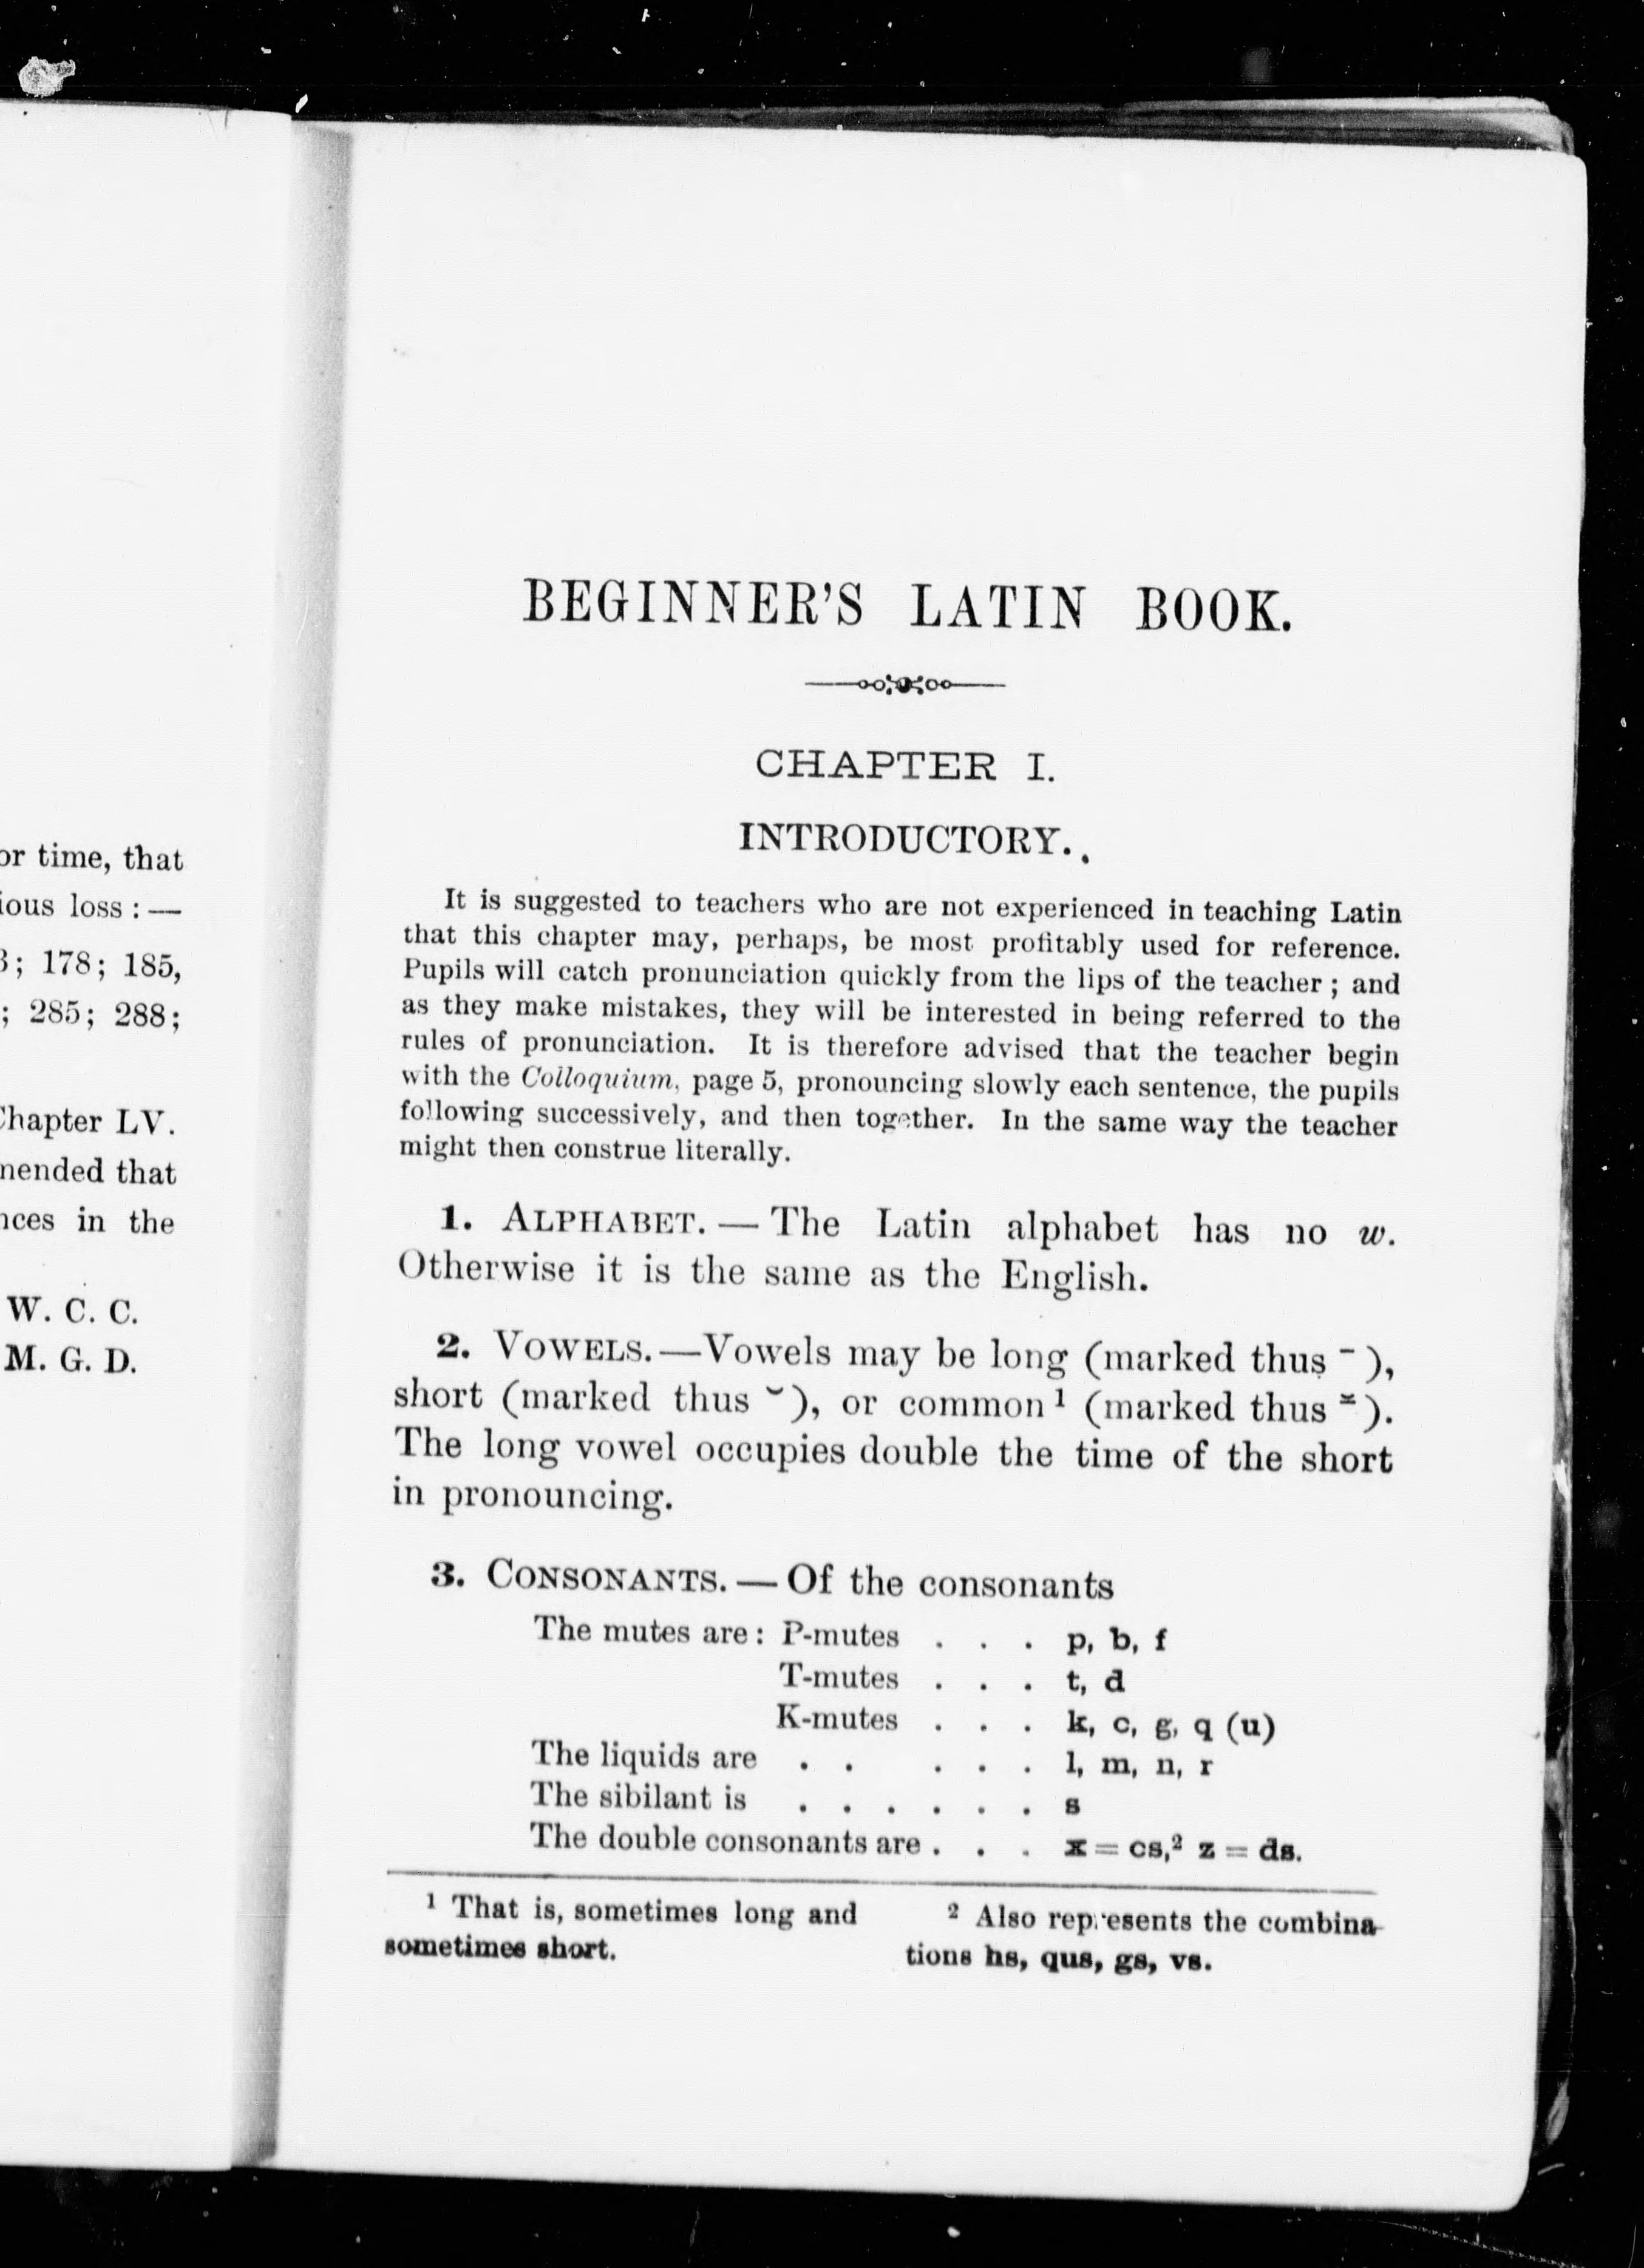 or time, that
loss : —
; 178; 185,
; 285; 288;
Chapter LV.
that
in the
W. C. C.
M. G. D.
BEGINNER'S LATIN BOOK.
CHAPTER I.
INTRODUCTORY.
It is suggested to teachers who are not experienced in teaching Latin
that this chapter may, perhaps, be most profitably used for reference.
Pupils will catch pronunciation quickly from the lips of the teacher; and
as they make mistakes, they will be interested in being referred to the
rules of pronunciation. It is therefore advised that the teacher begin
with the Colloquium, page 5, pronouncing slowly each sentence, the pupils
following successively, and then together. In the same way the teacher
might then construe literally.
1. ALPHABET. — The Latin alphabet has no w.
Otherwise it is the same as the English.
2. VOWELS. — Vowels may be long (marked thus ¯ ),
short (marked thus ˘ ), or common¹ (marked thus ⏓ ).
The long vowel occupies double the time of the short
in pronouncing.
3. CONSONANTS. — Of the consonants
The mutes are: P-mutes . . . p, b, f
T-mutes . . . t, d
K-mutes . . . k, c, g, q (u)
The liquids are . . . . . l, m, n, r
The sibilant is . . . . . . s
The double consonants are . . . x = cs,² z = ds.
¹ That is, sometimes long and
sometimes short.
² Also represents the combina-
tions hs, qus, gs, vs.